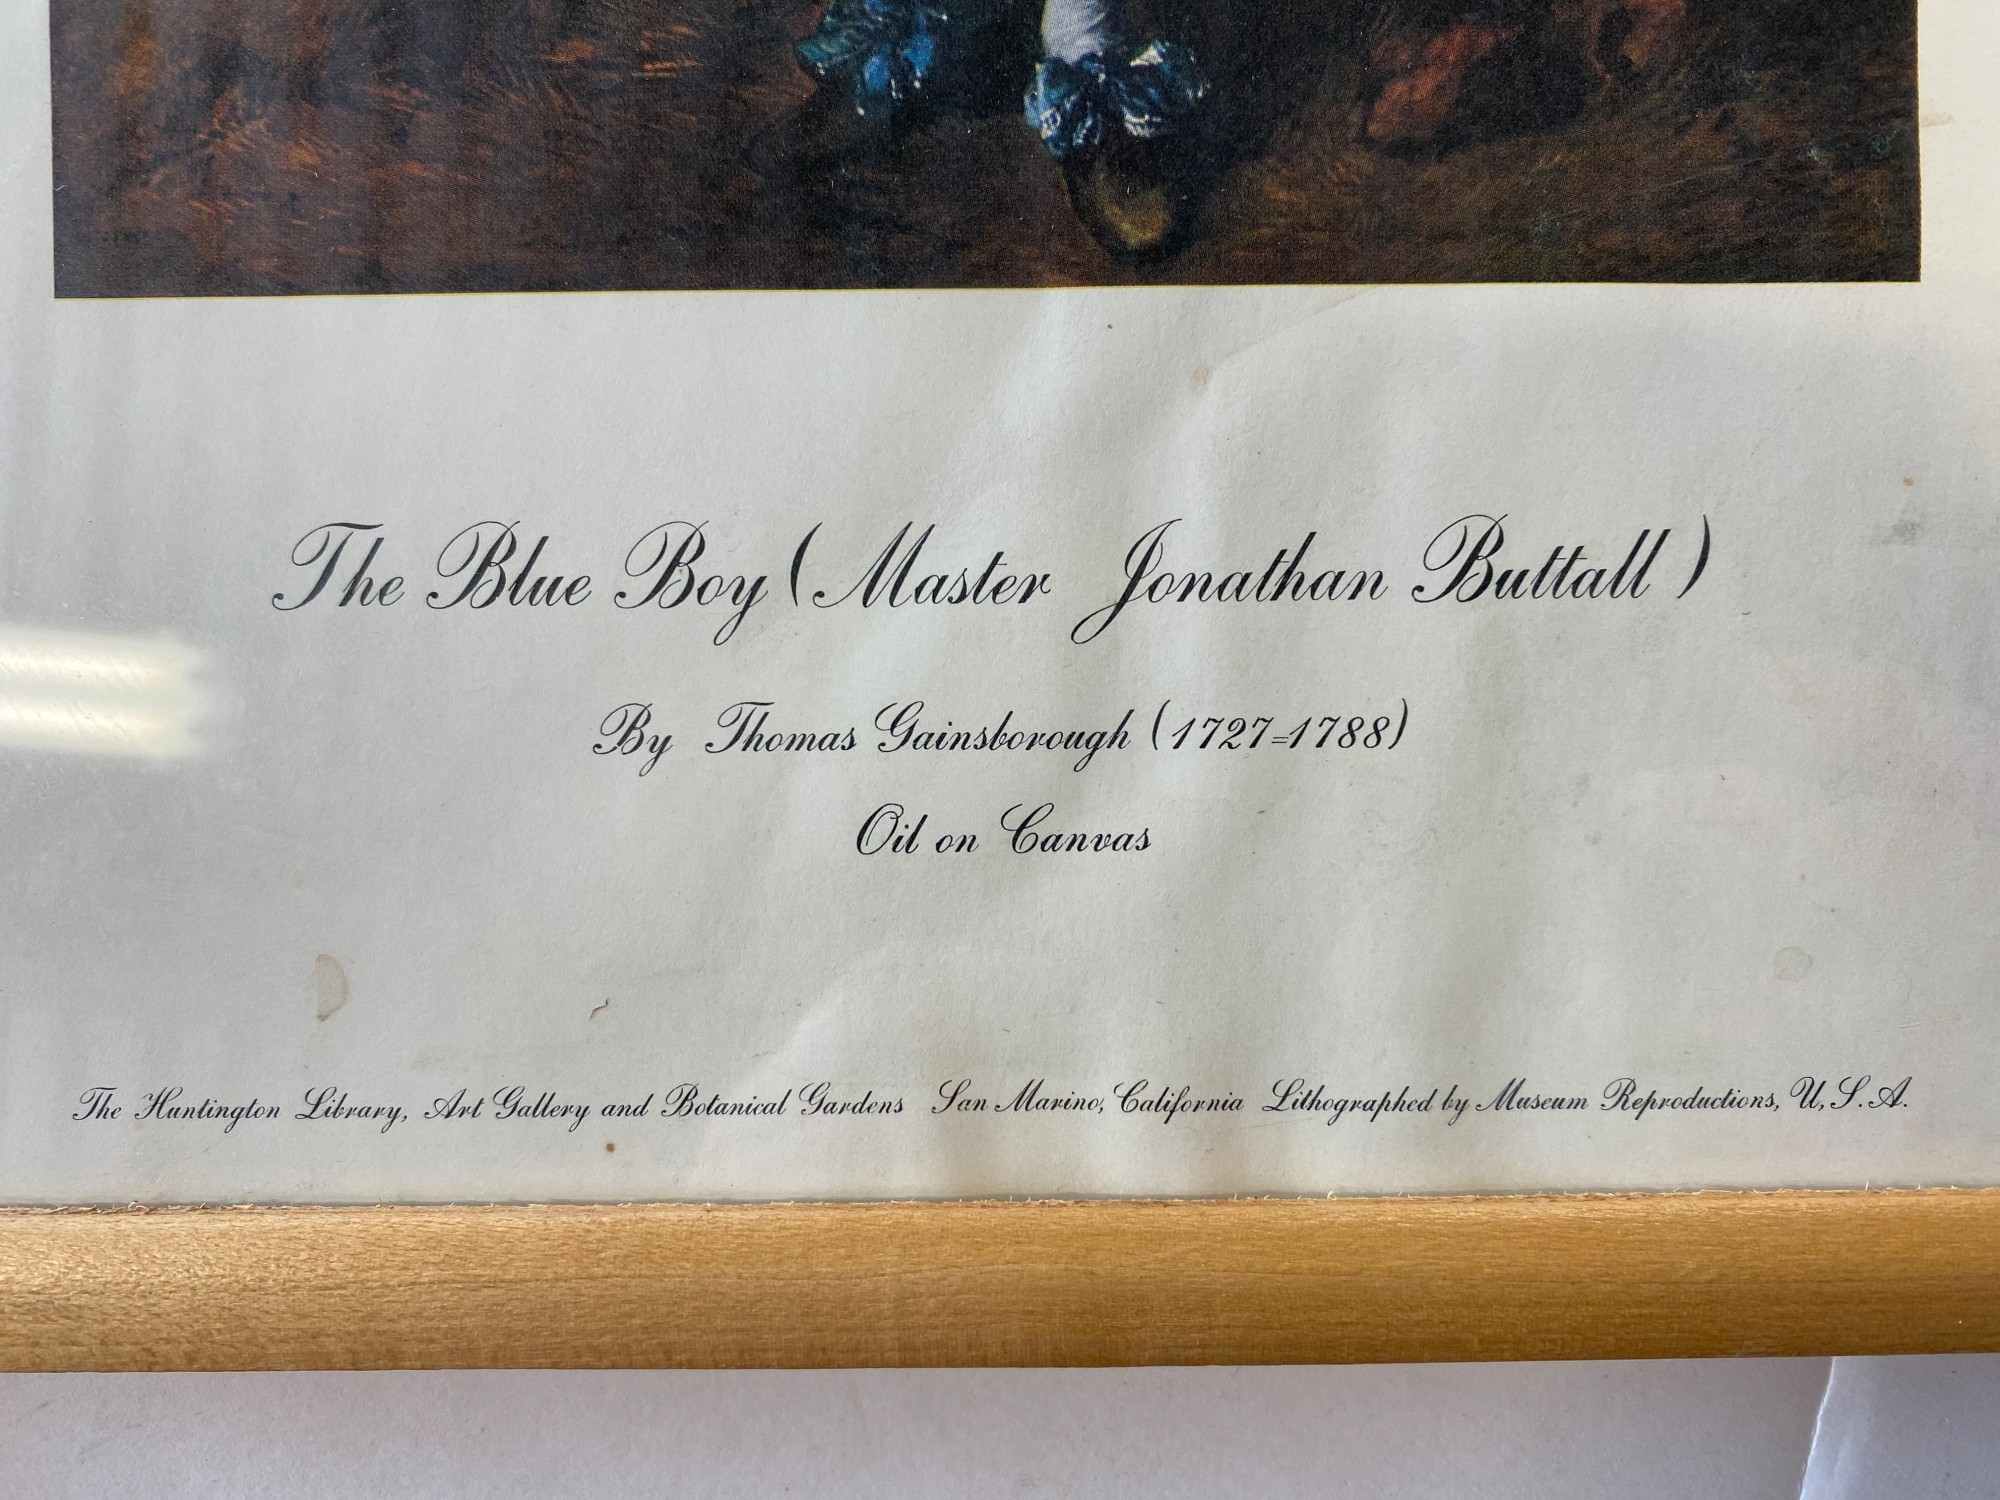 The Blue Boy (Master Jonathan Buttall)
By Thomas Gainsborough (1727=1788)
Oil on Canvas
The Huntington Library, Art Gallery and Botanical Gardens San Marino, California Lithographed by Museum Reproductions, U.S.A.